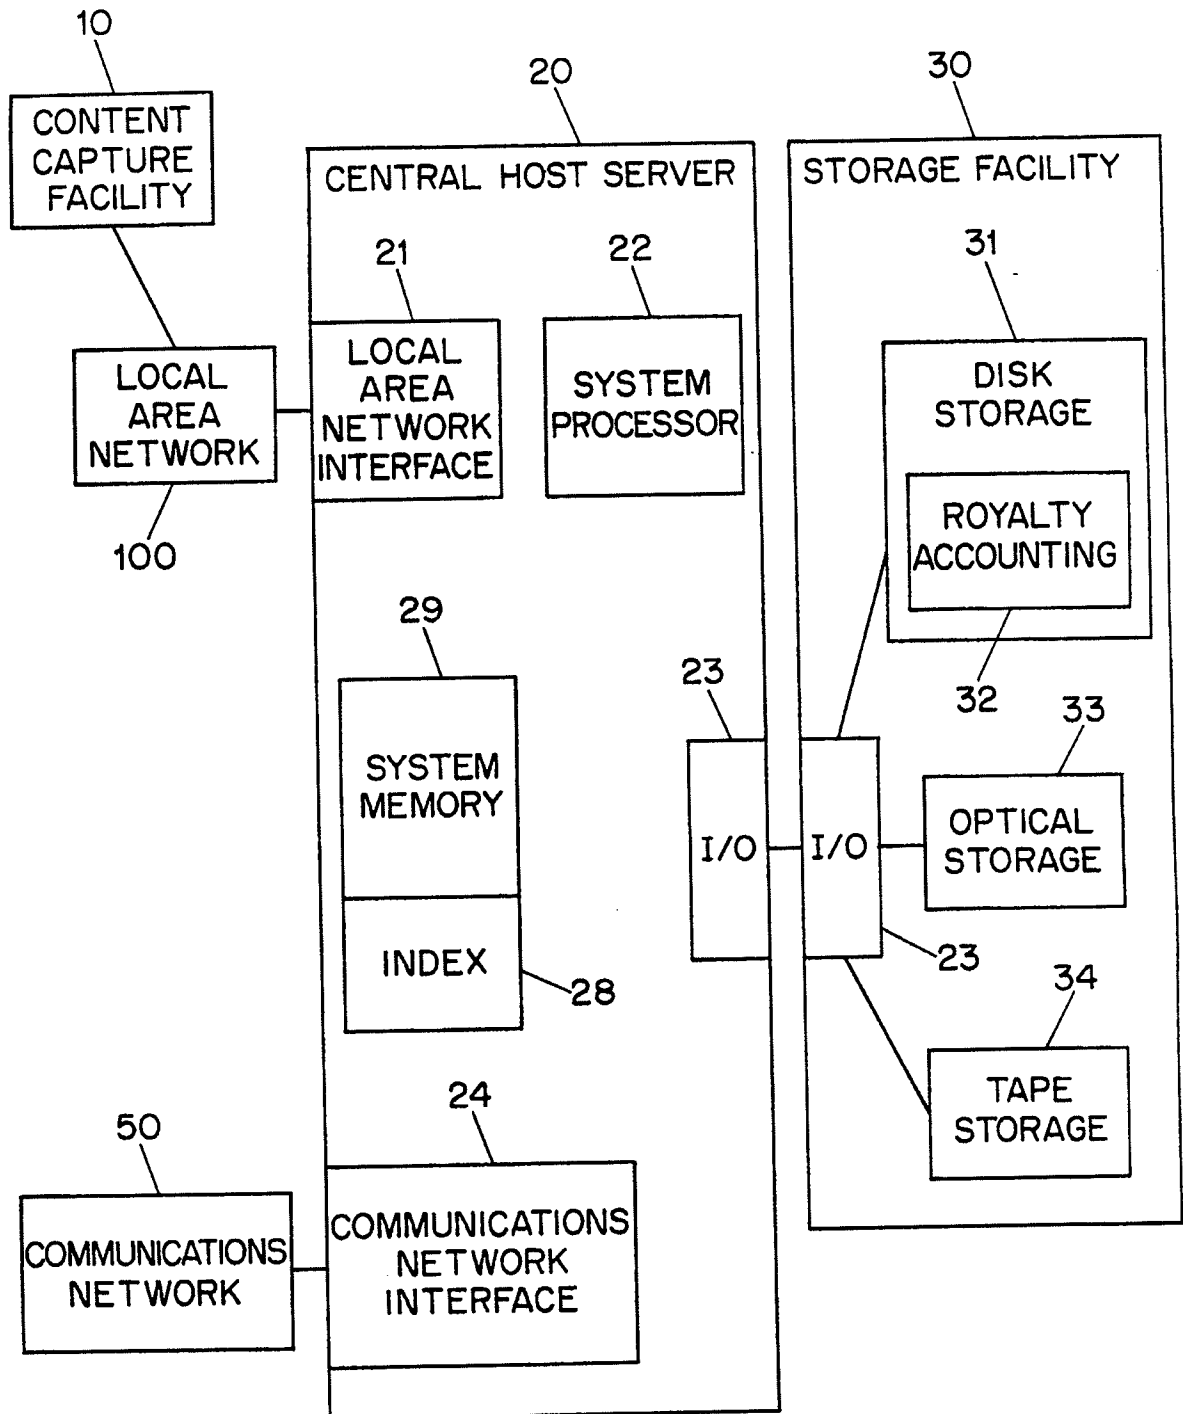 10
CONTENT
CAPTURE
FACILITY
20
CENTRAL HOST SERVER
30
STORAGE FACILITY
21
LOCAL
AREA
NETWORK
INTERFACE
22
SYSTEM
PROCESSOR
31
DISK
STORAGE
ROYALTY
ACCOUNTING
32
LOCAL
AREA
NETWORK
100
29
SYSTEM
MEMORY
INDEX
28
23
I/O
I/O
23
33
OPTICAL
STORAGE
34
TAPE
STORAGE
50
COMMUNICATIONS
NETWORK
24
COMMUNICATIONS
NETWORK
INTERFACE